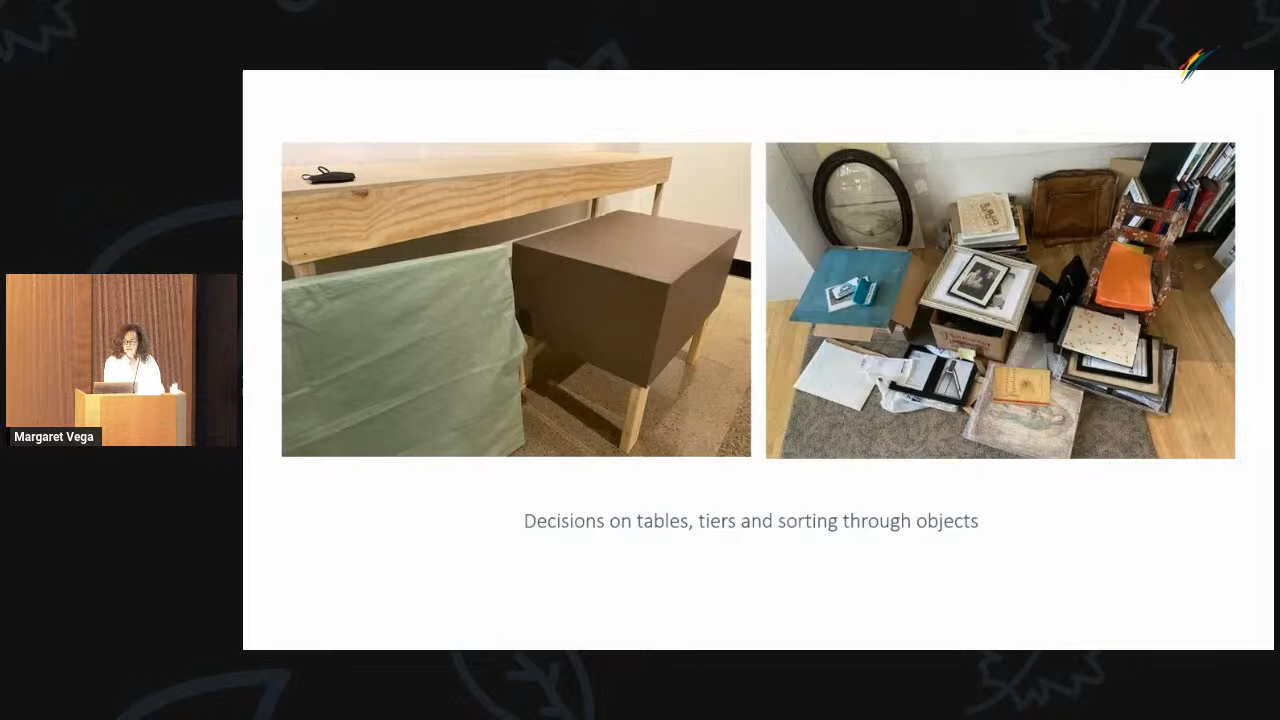 Margaret Vega
Decisions on tables, tiers and sorting through objects